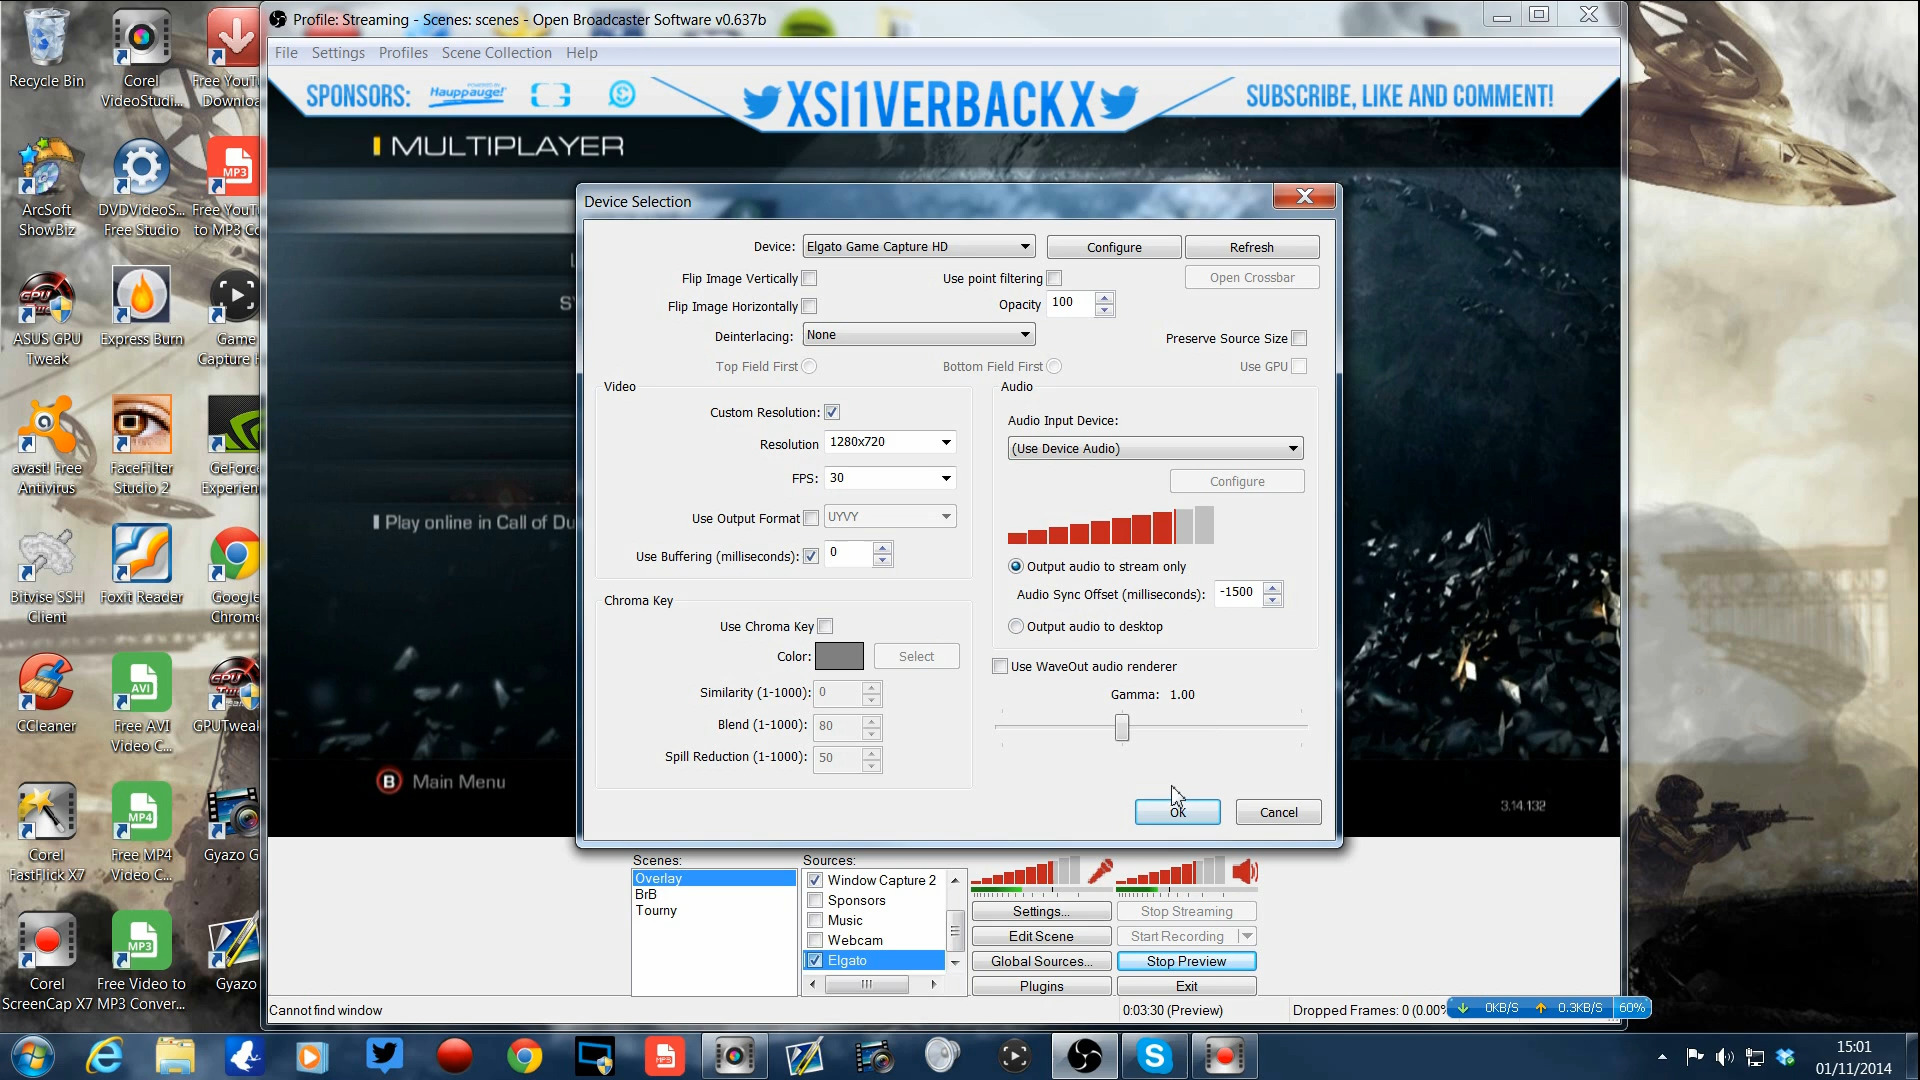 Profile: Streaming - Scenes: scenes - Open Broadcaster Software v0.637b
File Settings Profiles Scene Collection Help
SPONSORS:
Hauppauge!
XSI1VERBACKX
SUBSCRIBE, LIKE AND COMMENT!
MULTIPLAYER
Play online in Call of Du
B Main Menu
3.14.132
Device Selection
Device: Elgato Game Capture HD Configure Refresh
Flip Image Vertically Use point filtering Open Crossbar
Flip Image Horizontally Opacity 100
Deinterlacing: None Preserve Source Size
Top Field First Bottom Field First Use GPU
Video
Custom Resolution:
Resolution 1280x720
FPS: 30
Use Output Format UYVY
Use Buffering (milliseconds): 0
Chroma Key
Use Chroma Key
Color: Select
Similarity (1-1000): 0
Blend (1-1000): 80
Spill Reduction (1-1000): 50
Audio
Audio Input Device:
(Use Device Audio)
Configure
Output audio to stream only
Audio Sync Offset (milliseconds): -1500
Output audio to desktop
Use WaveOut audio renderer
Gamma: 1.00
OK Cancel
Scenes:
Overlay
BrB
Tourny
Sources:
Window Capture 2
Sponsors
Music
Webcam
Elgato
Settings... Stop Streaming
Edit Scene Start Recording
Global Sources... Stop Preview
Plugins Exit
Cannot find window 0:03:30 (Preview) Dropped Frames: 0 (0.00%
0KB/S 0.3KB/S 60%
Recycle Bin
Corel
VideoStudi...
Free YouT
Downloa
ArcSoft
ShowBiz
DVDVideoS...
Free Studio
MP3
Free YouT
to MP3 Co
ASUS GPU
Tweak
Express Burn
Game
Capture H
avast! Free
Antivirus
FaceFilter
Studio 2
GeForce
Experien
Bitvise SSH
Client
Foxit Reader
Google
Chrome
CCleaner
AVI
Free AVI
Video C...
GPUTweak
Corel
FastFlick X7
MP4
Free MP4
Video C...
Gyazo G
Corel
ScreenCap X7
MP3
Free Video to
MP3 Conver...
Gyazo
MP3
15:01
01/11/2014